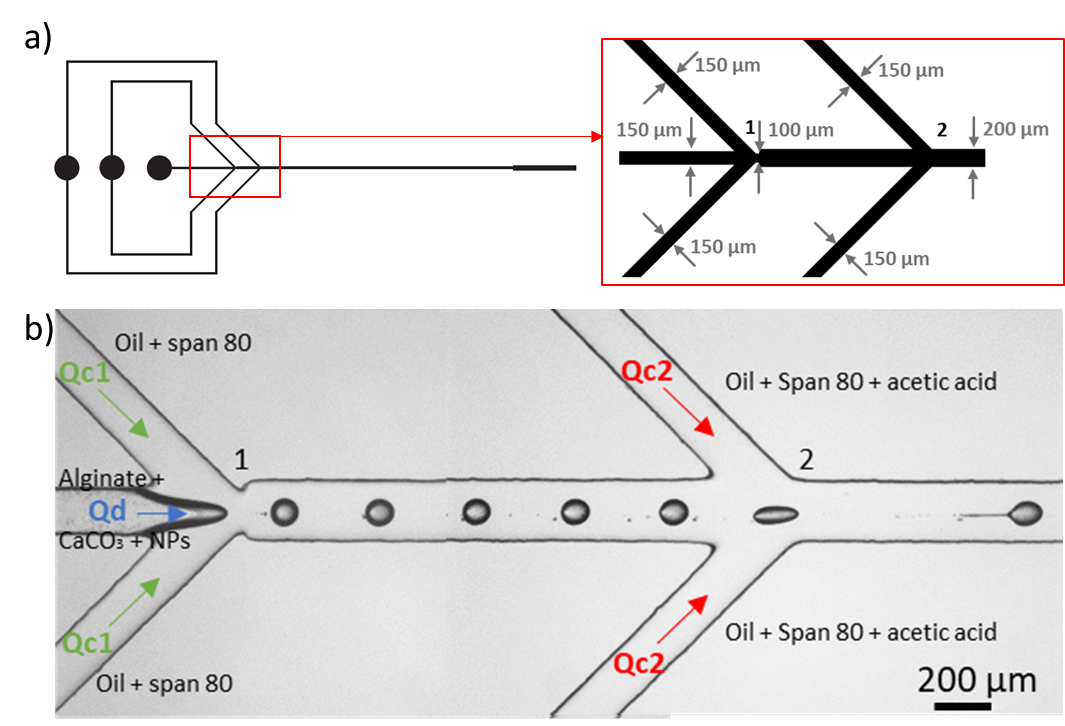 a)
150 µm
150 µm
150 µm
1
100 µm
2
200 µm
150 µm
150 µm
b)
Oil + span 80
Qc1
Qc2
Oil + Span 80 + acetic acid
1
2
Alginate +
Qd
CaCO₃ + NPs
Qc1
Oil + Span 80 + acetic acid
Qc2
Oil + span 80
200 µm